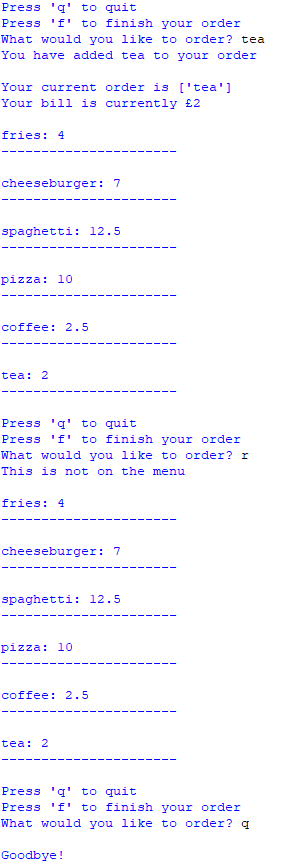 Press 'q' to quit
Press 'f' to finish your order
What would you like to order? tea
You have added tea to your order
Your current order is ['tea']
Your bill is currently £2
fries: 4
----------------------
cheeseburger: 7
----------------------
spaghetti: 12.5
----------------------
pizza: 10
----------------------
coffee: 2.5
----------------------
tea: 2
----------------------
Press 'q' to quit
Press 'f' to finish your order
What would you like to order? r
This is not on the menu
fries: 4
----------------------
cheeseburger: 7
----------------------
spaghetti: 12.5
----------------------
pizza: 10
----------------------
coffee: 2.5
----------------------
tea: 2
----------------------
Press 'q' to quit
Press 'f' to finish your order
What would you like to order? q
Goodbye!